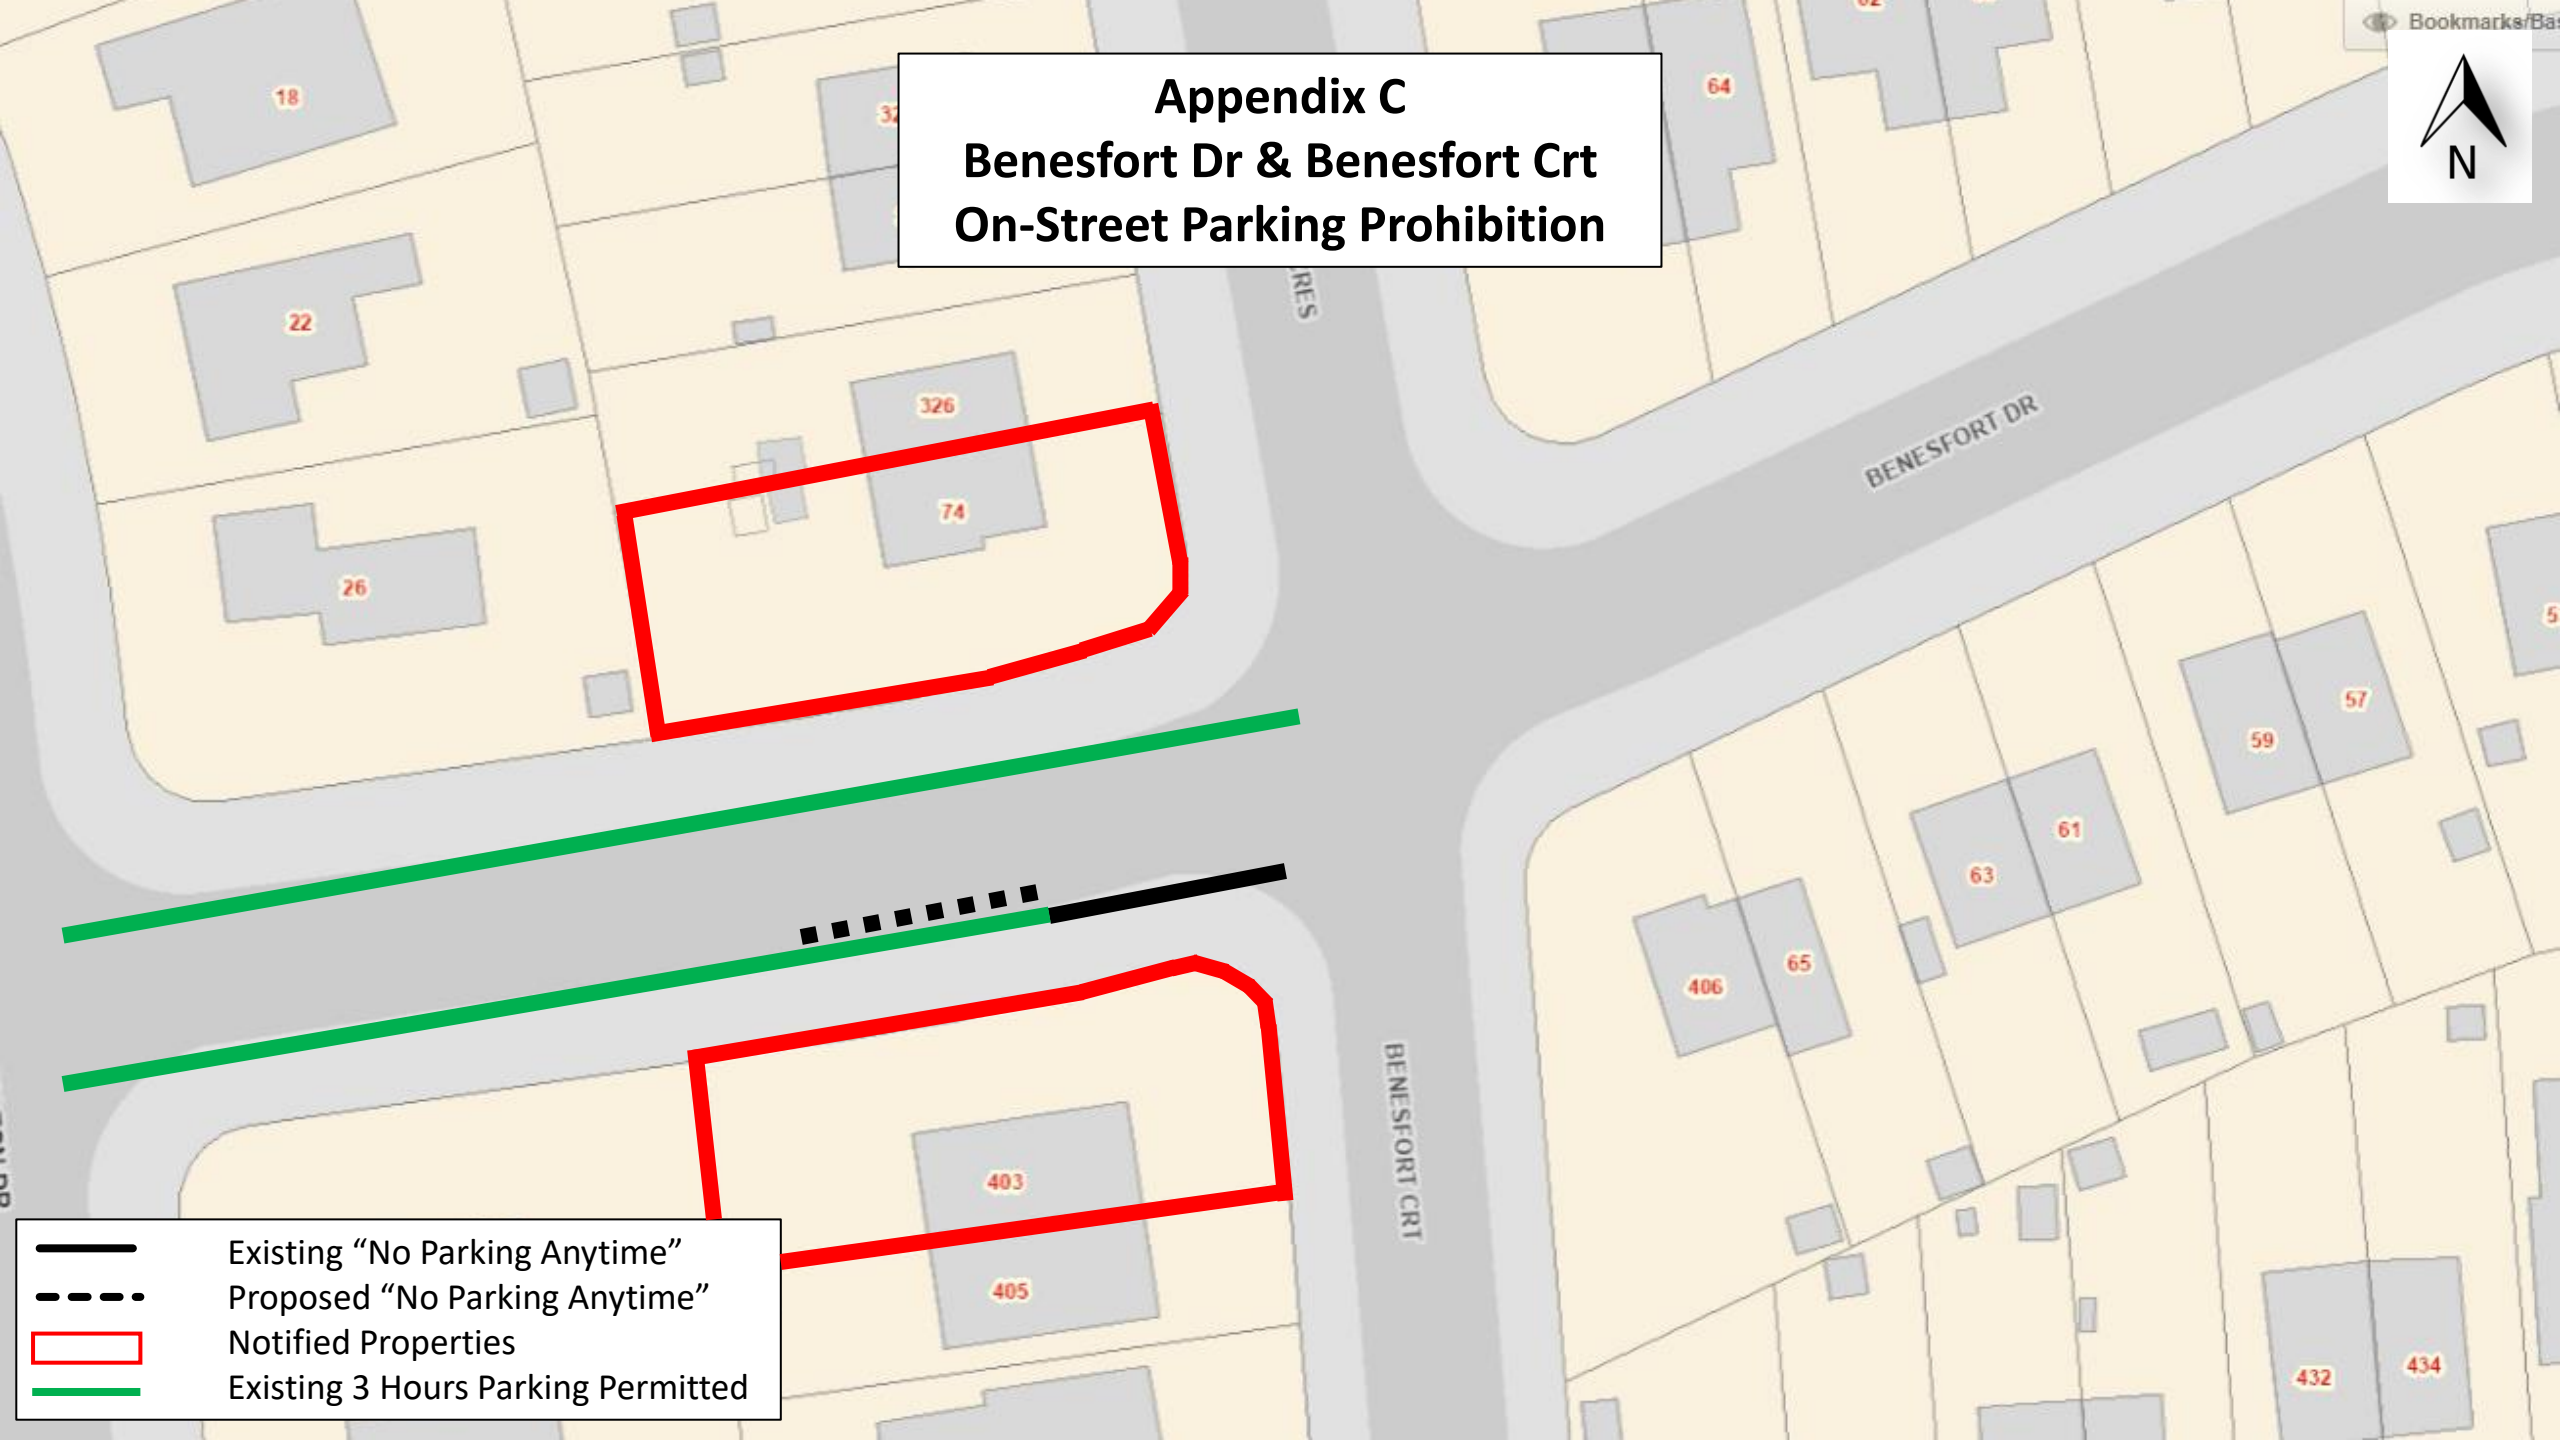 Bookmarks/Bas
62
18
64
Appendix C
Benesfort Dr & Benesfort Crt
On-Street Parking Prohibition
N
22
326
BENESFORT DR
74
26
57
59
61
63
65
406
BENESFORT CRT
403
405
432
434
Existing “No Parking Anytime”
Proposed “No Parking Anytime”
Notified Properties
Existing 3 Hours Parking Permitted